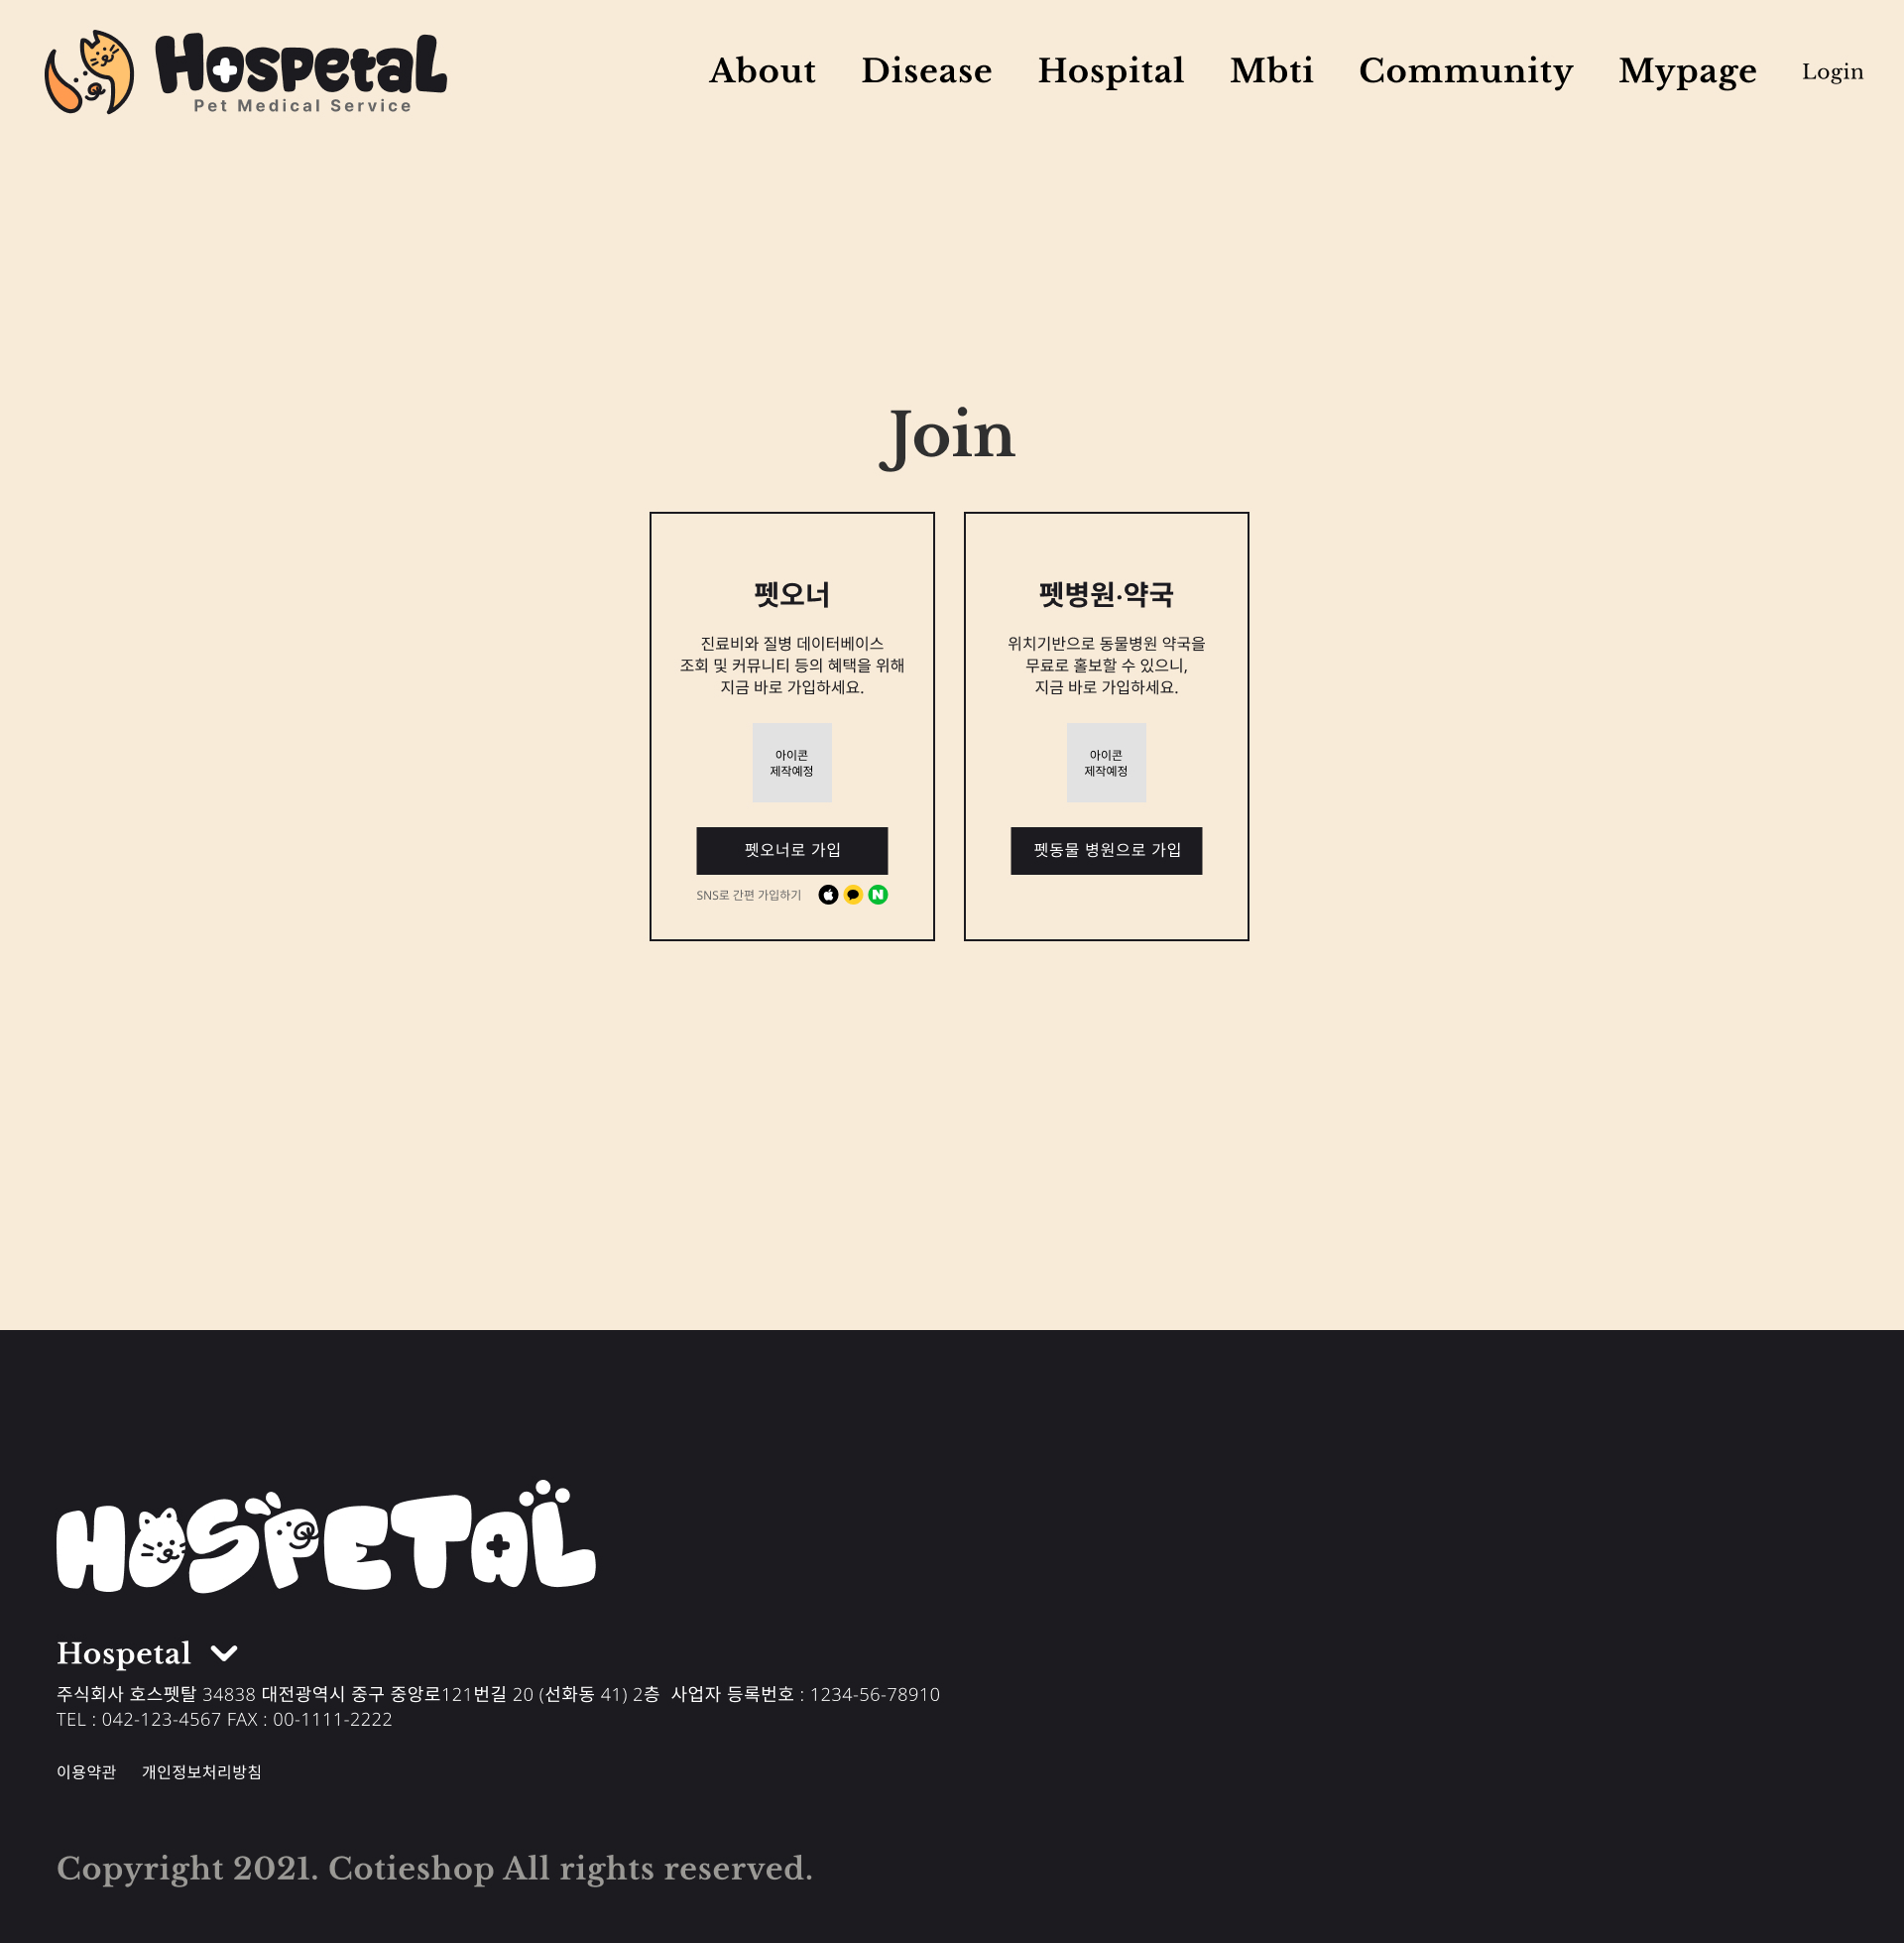 Hospetal
Pet Medical Service
About Disease Hospital Mbti Community Mypage Login
Join
펫오너
진료비와 질병 데이터베이스
조회 및 커뮤니티 등의 혜택을 위해
지금 바로 가입하세요.
아이콘
제작예정
펫오너로 가입
SNS로 간편 가입하기
N
펫병원·약국
위치기반으로 동물병원 약국을
무료로 홀보할 수 있으니,
지금 바로 가입하세요.
아이콘
제작예정
펫동물 병원으로 가입
HOSPETAL
Hospetal
주식회사 호스펫탈 34838 대전광역시 중구 중앙로121번길 20 (선화동 41) 2층 사업자 등록번호 : 1234-56-78910
TEL : 042-123-4567 FAX : 00-1111-2222
이용약관 개인정보처리방침
Copyright 2021. Cotieshop All rights reserved.